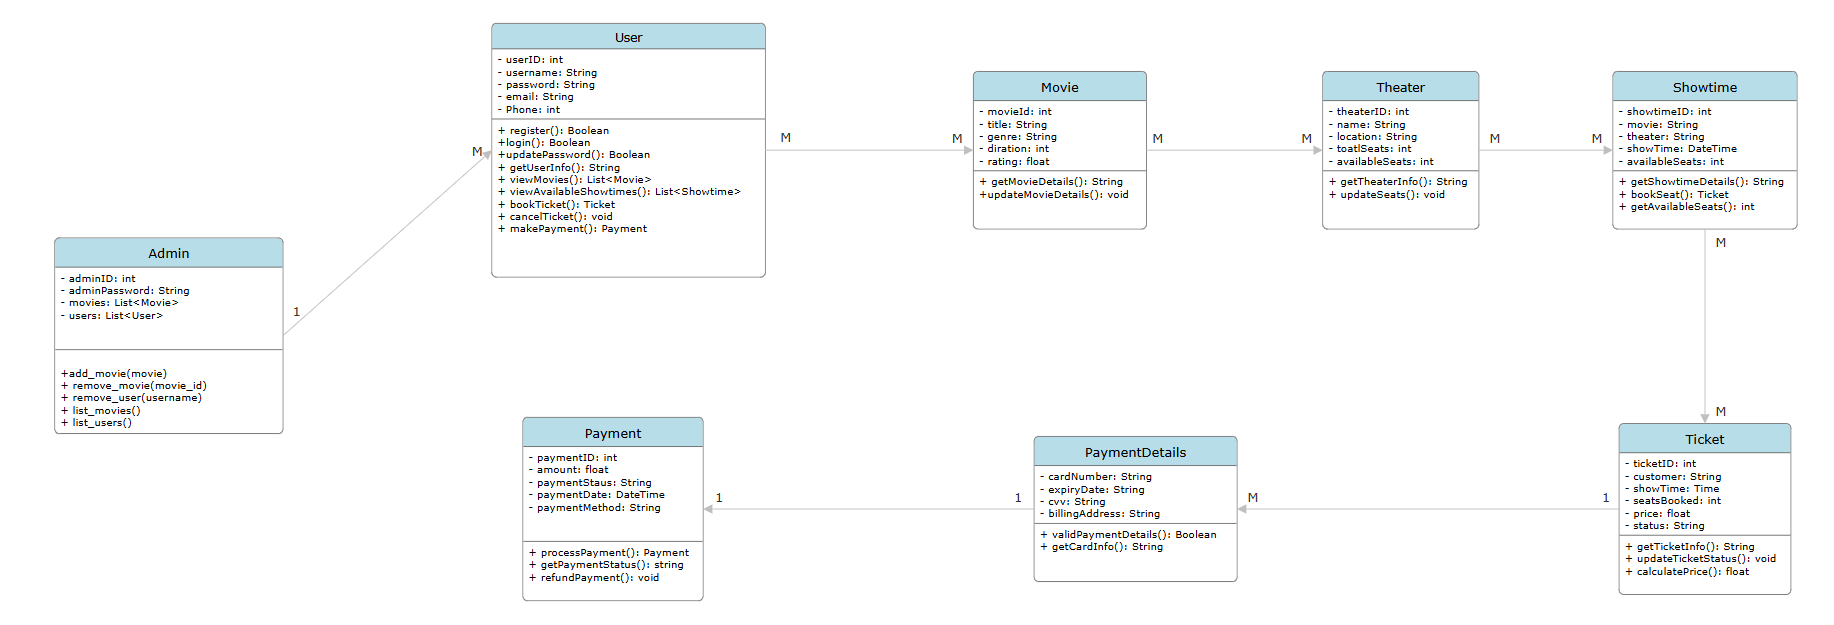 User
- userID: int
- username: String
- password: String
- email: String
- Phone: int
+ register(): Boolean
+login(): Boolean
+updatePassword(): Boolean
+ getUserInfo(): String
+ viewMovies(): List<Movie>
+ viewAvailableShowtimes(): List<Showtime>
+ bookTicket(): Ticket
+ cancelTicket(): void
+ makePayment(): Payment
M
M
Movie
- movieId: int
- title: String
- genre: String
- diration: int
- rating: float
+ getMovieDetails(): String
+updateMovieDetails(): void
M
M
Theater
- theaterID: int
- name: String
- location: String
- toatlSeats: int
- availableSeats: int
+ getTheaterInfo(): String
+ updateSeats(): void
M
M
Showtime
- showtimeID: int
- movie: String
- theater: String
- showTime: DateTime
- availableSeats: int
+ getShowtimeDetails(): String
+ bookSeat(): Ticket
+ getAvailableSeats(): int
M
M
Admin
- adminID: int
- adminPassword: String
- movies: List<Movie>
- users: List<User>
+add_movie(movie)
+ remove_movie(movie_id)
+ remove_user(username)
+ list_movies()
+ list_users()
1
M
Payment
- paymentID: int
- amount: float
- paymentStaus: String
- paymentDate: DateTime
- paymentMethod: String
+ processPayment(): Payment
+ getPaymentStatus(): string
+ refundPayment(): void
1
1
PaymentDetails
- cardNumber: String
- expiryDate: String
- cvv: String
- billingAddress: String
+ validPaymentDetails(): Boolean
+ getCardInfo(): String
M
1
Ticket
- ticketID: int
- customer: String
- showTime: Time
- seatsBooked: int
- price: float
- status: String
+ getTicketInfo(): String
+ updateTicketStatus(): void
+ calculatePrice(): float